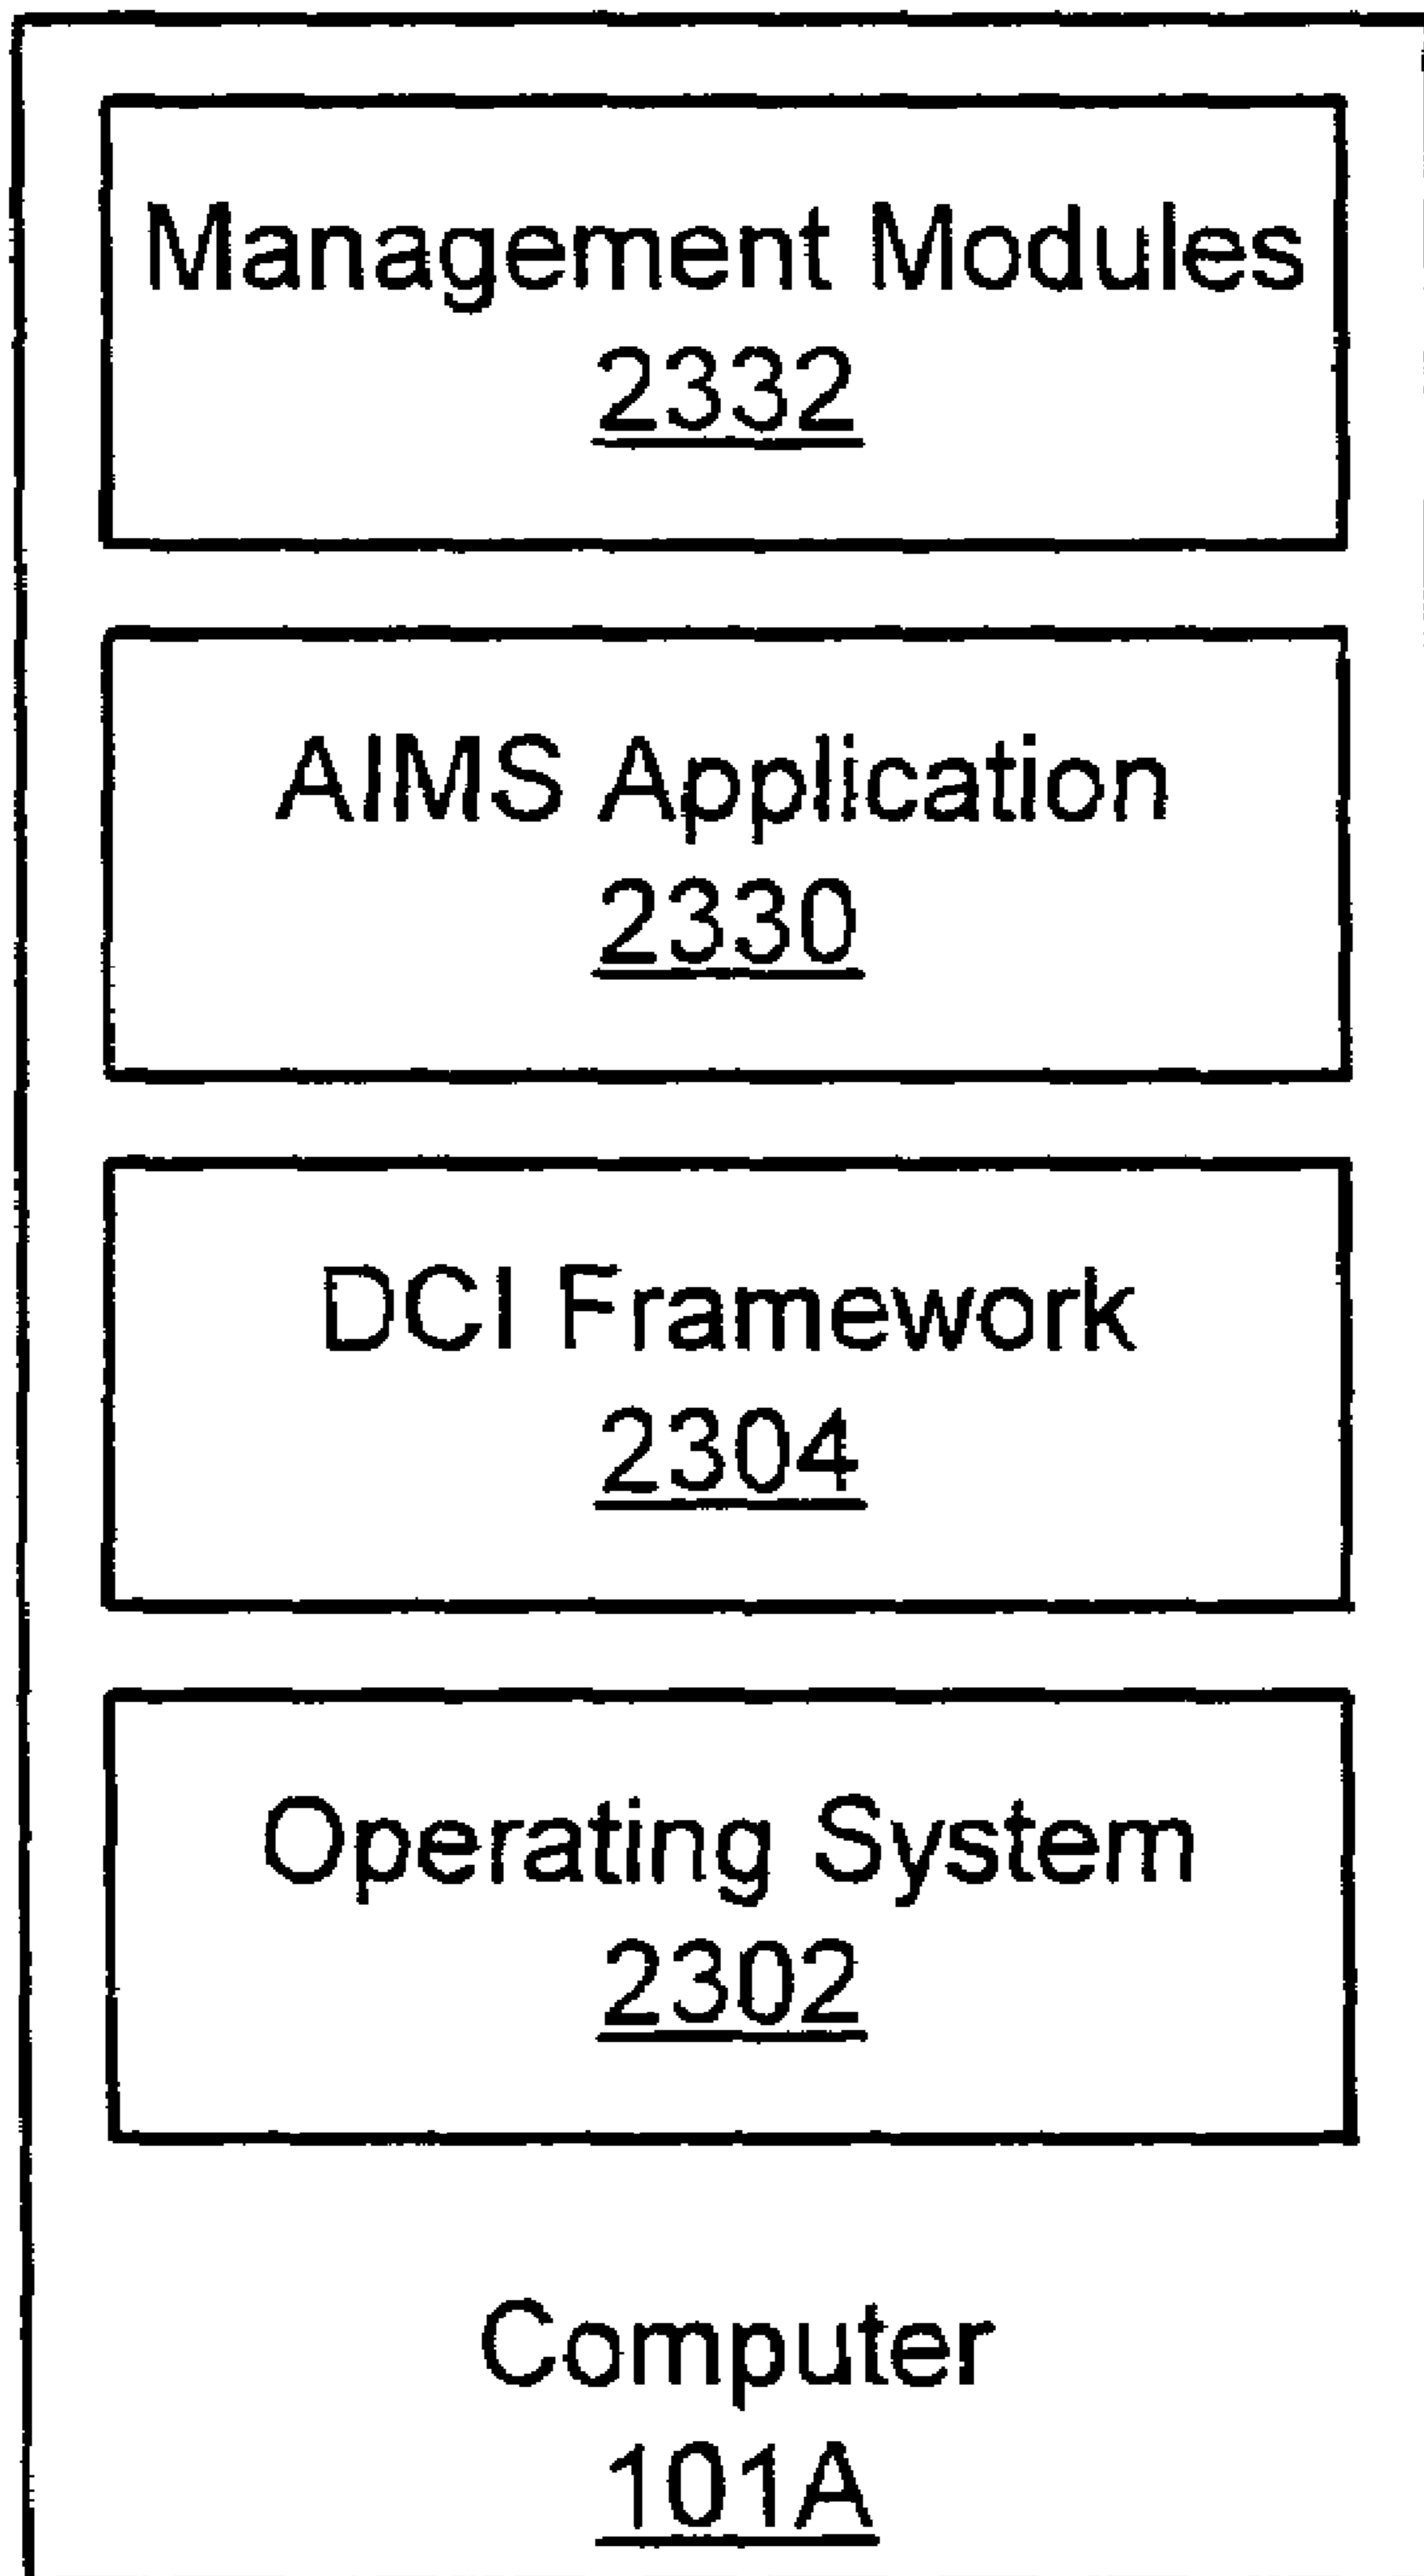 Management Modules
2332
AIMS Application
2330
DCI Framework
2304
Operating System
2302
Computer
101A